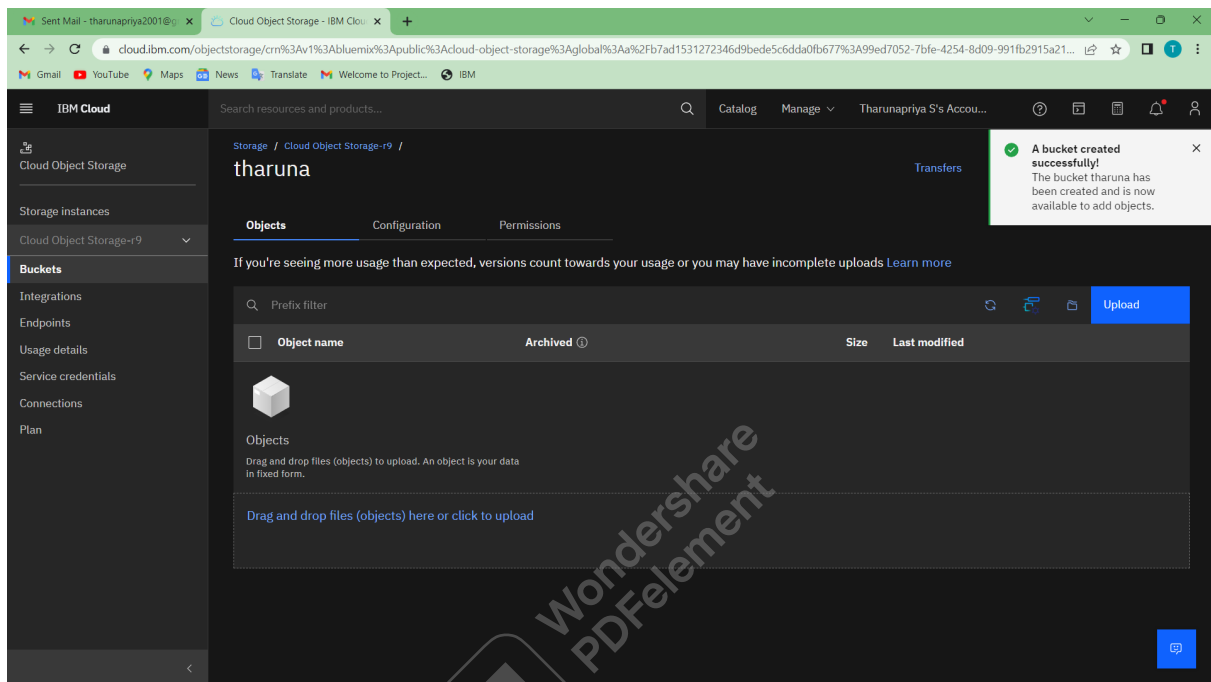 Sent Mail - tharunapriya2001@g
Cloud Object Storage - IBM Clou
cloud.ibm.com/objectstorage/crn%3Av1%3Abluemix%3Apublic%3Acloud-object-storage%3Aglobal%3Aa%2Fb7ad1531272346d9bede5c6dda0fb677%3A99ed7052-7bfe-4254-8d09-991fb2915a21...
T
Gmail YouTube Maps News Translate Welcome to Project... IBM
IBM Cloud
Search resources and products...
Catalog Manage Tharunapriya S's Accou...
Cloud Object Storage
Storage instances
Cloud Object Storage-r9
Buckets
Integrations
Endpoints
Usage details
Service credentials
Connections
Plan
Storage / Cloud Object Storage-r9 /
tharuna
Transfers
A bucket created
successfully!
The bucket tharuna has
been created and is now
available to add objects.
Objects Configuration Permissions
If you're seeing more usage than expected, versions count towards your usage or you may have incomplete uploads Learn more
Prefix filter
Upload
Object name Archived Size Last modified
Objects
Drag and drop files (objects) to upload. An object is your data
in fixed form.
Drag and drop files (objects) here or click to upload
Wondershare
PDFelement